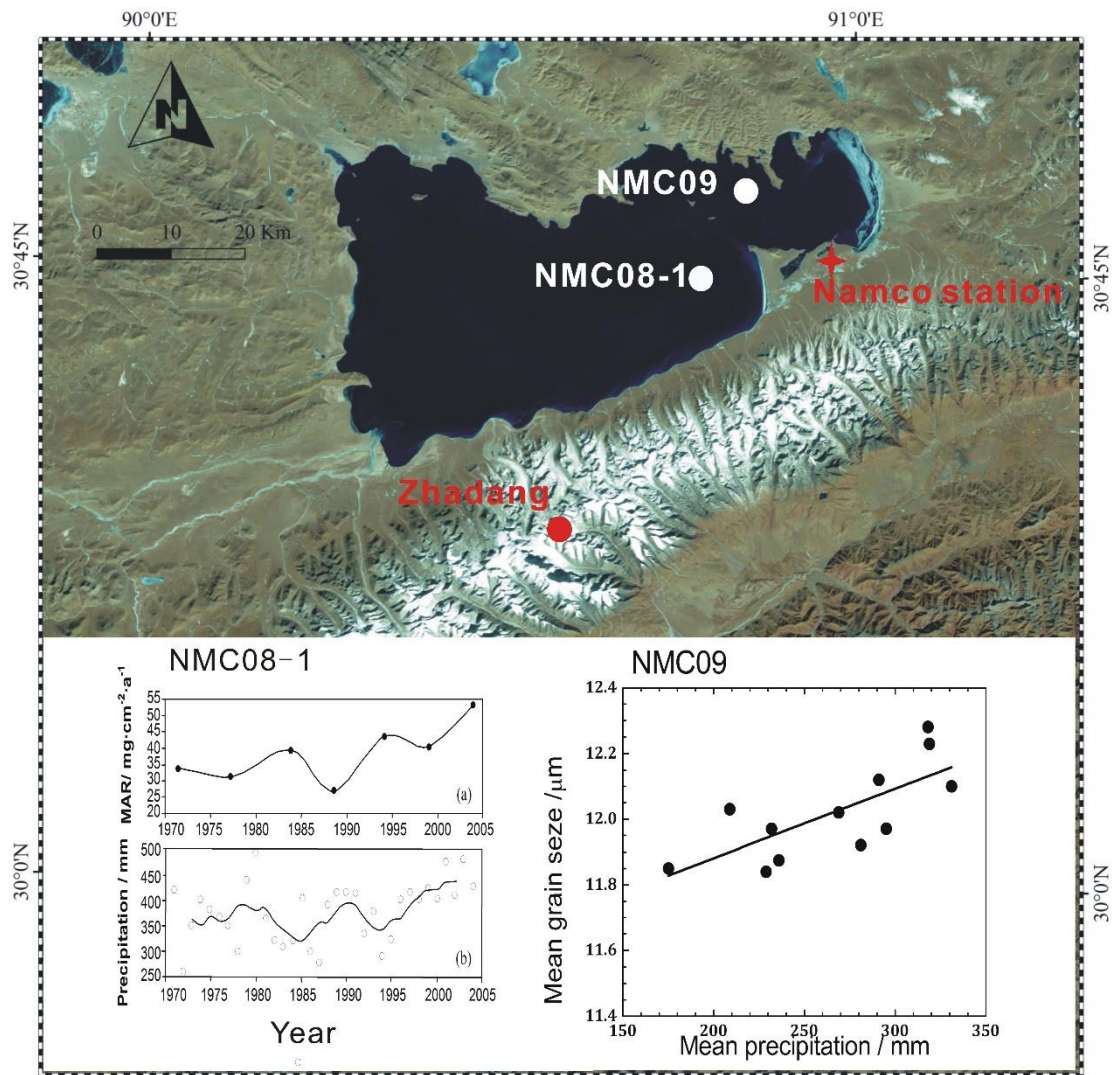 90°0'E
91°0'E
N
NMC09
0 10 20 Km
30°45'N
30°45'N
NMC08-1
Namco station
Zhadang
NMC08-1
NMC09
MAR/ mg·cm⁻²·a⁻¹
55
50
45
40
35
30
25
20
15
(a)
1970 1975 1980 1985 1990 1995 2000 2005
Precipitation / mm
500
450
400
350
300
250
(b)
1970 1975 1980 1985 1990 1995 2000 2005
Year
Mean grain seze /μm
12.4
12.2
12.0
11.8
11.6
11.4
150 200 250 300 350
Mean precipitation / mm
30°0'N
30°0'N